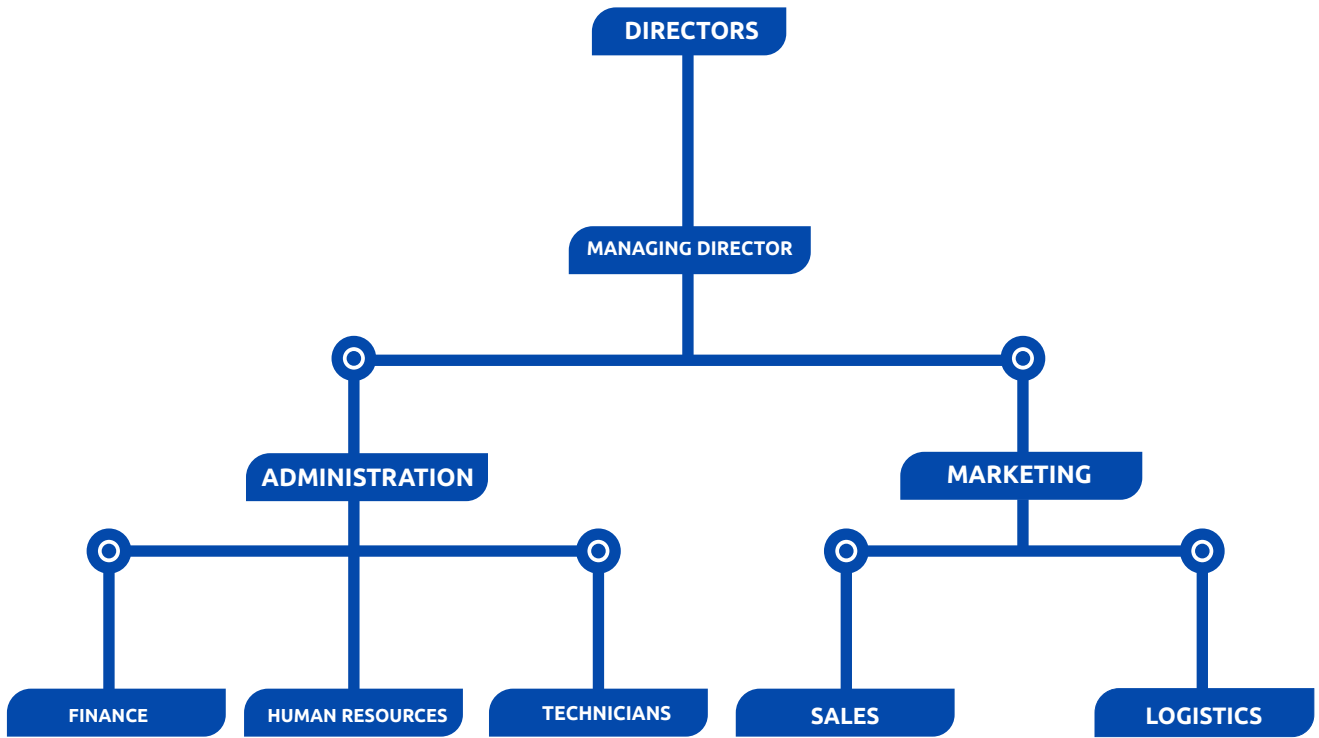 DIRECTORS
MANAGING DIRECTOR
ADMINISTRATION
MARKETING
FINANCE
HUMAN RESOURCES
TECHNICIANS
SALES
LOGISTICS